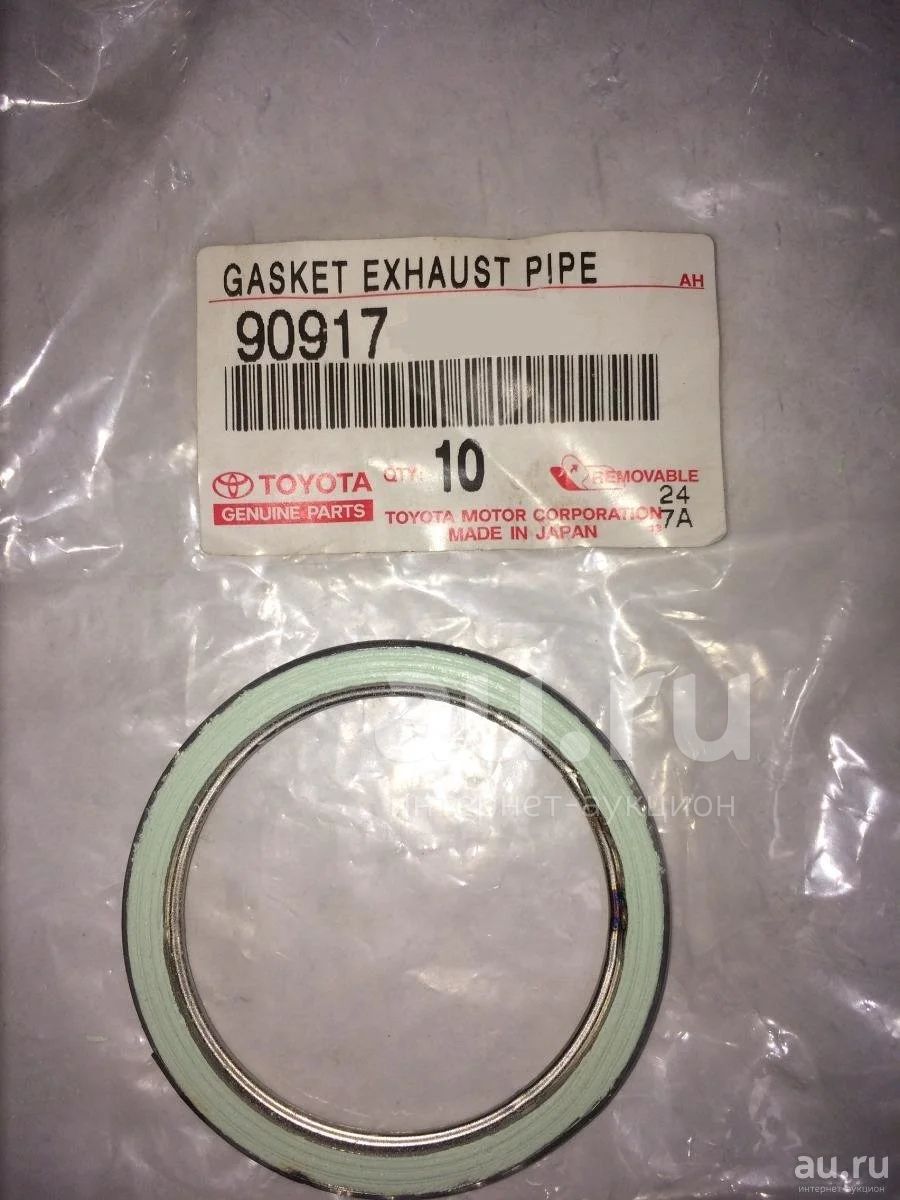 GASKET EXHAUST PIPE
AH
90917
TOYOTA
GENUINE PARTS
QTY: 10
REMOVABLE
24
TOYOTA MOTOR CORPORATION 7A
MADE IN JAPAN
au.ru
интернет-аукцион
au.ru
интернет-аукцион